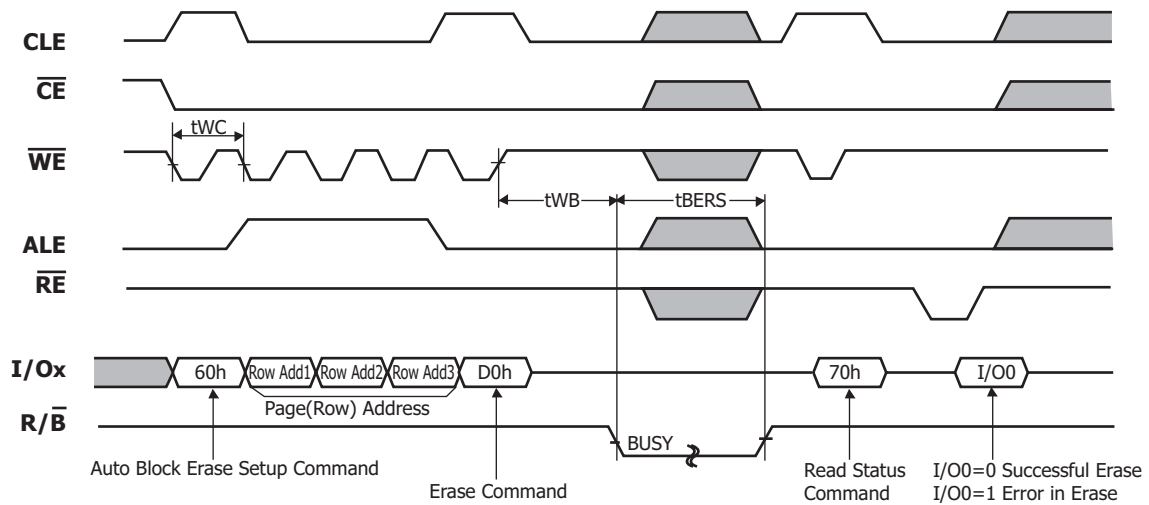 CLE
CE
tWC
WE
tWB
tBERS
ALE
RE
I/Ox
60h
Row Add1
Row Add2
Row Add3
D0h
70h
I/O0
Page(Row) Address
R/B
BUSY
Auto Block Erase Setup Command
Erase Command
Read Status
Command
I/O0=0 Successful Erase
I/O0=1 Error in Erase